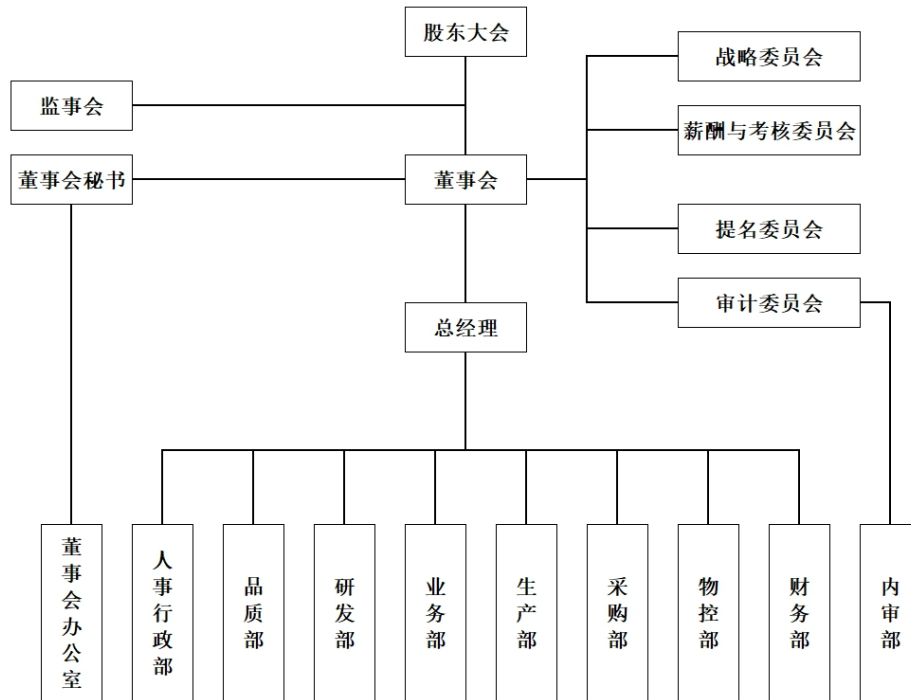 股东大会
战略委员会
监事会
薪酬与考核委员会
董事会秘书
董事会
提名委员会
审计委员会
总经理
董事会办公室
人事行政部
品质部
研发部
业务部
生产部
采购部
物控部
财务部
内审部